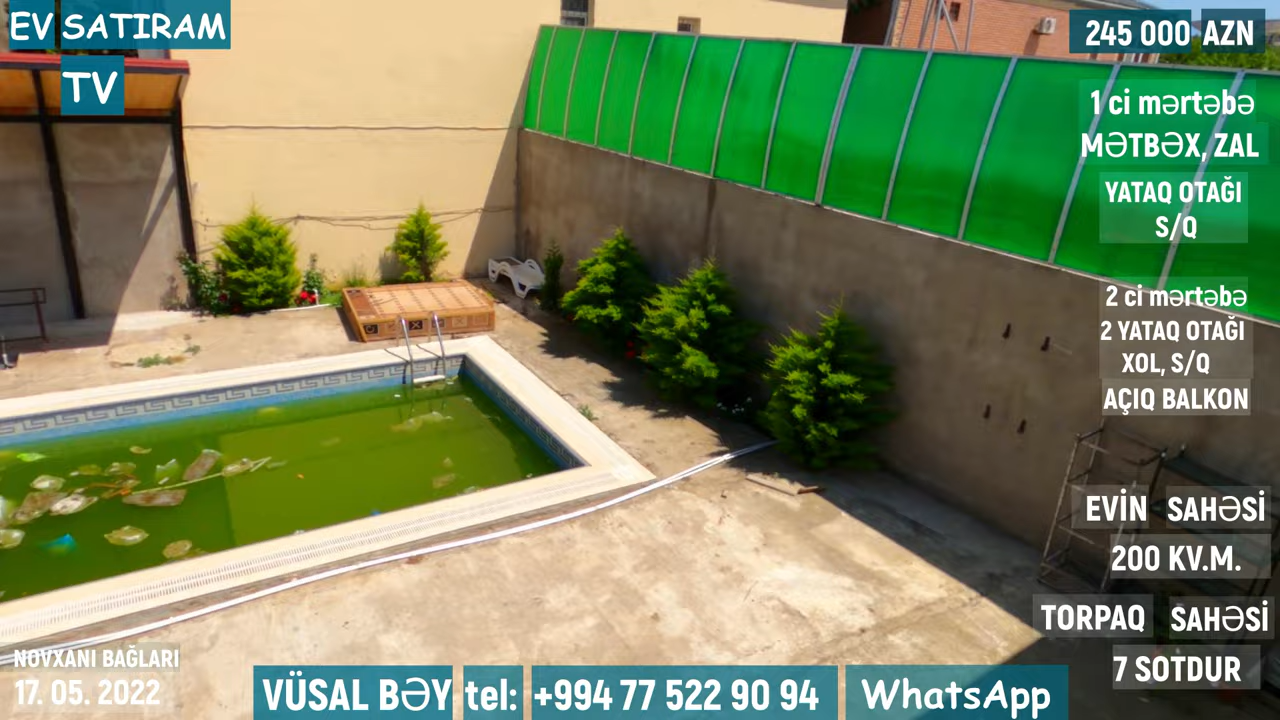 EV SATIRAM
TV
245 000 AZN
1 ci mərtəbə
MƏTBƏX, ZAL
YATAQ OTAĞI
S/Q
2 ci mərtəbə
2 YATAQ OTAĞI
XOL, S/Q
AÇIQ BALKON
EVİN SAHƏSİ
200 KV.M.
TORPAQ SAHƏSİ
7 SOTDUR
NOVXANI BAĞLARI
17. 05. 2022
VÜSAL BƏY tel: +994 77 522 90 94 WhatsApp